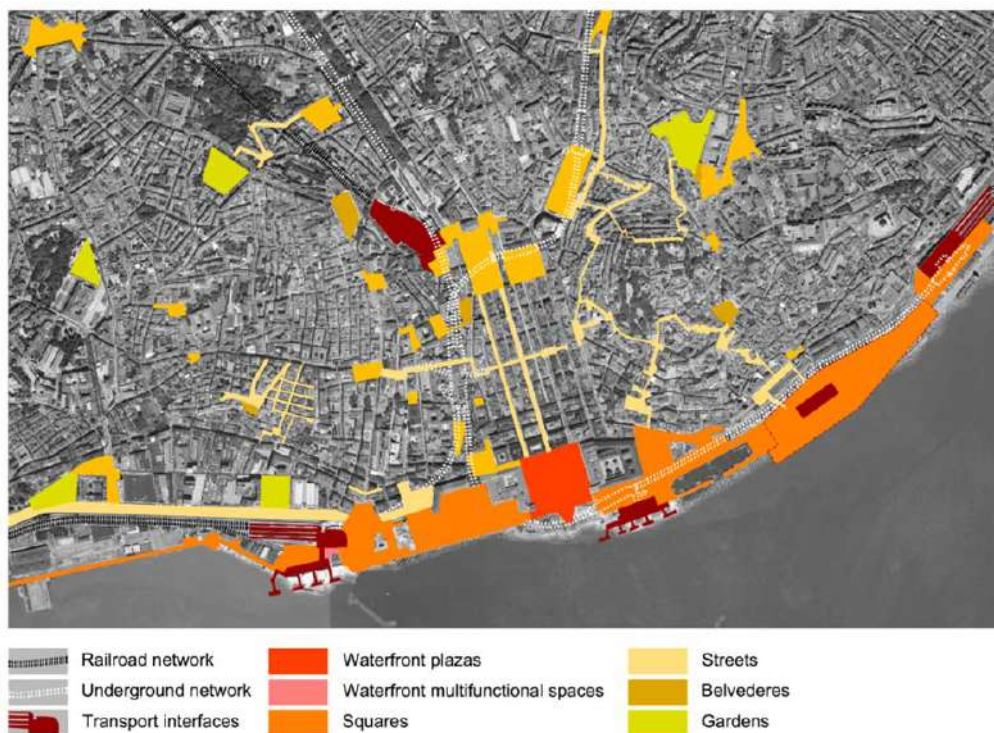 Railroad network
Waterfront plazas
Streets
Underground network
Waterfront multifunctional spaces
Belvederes
Transport interfaces
Squares
Gardens